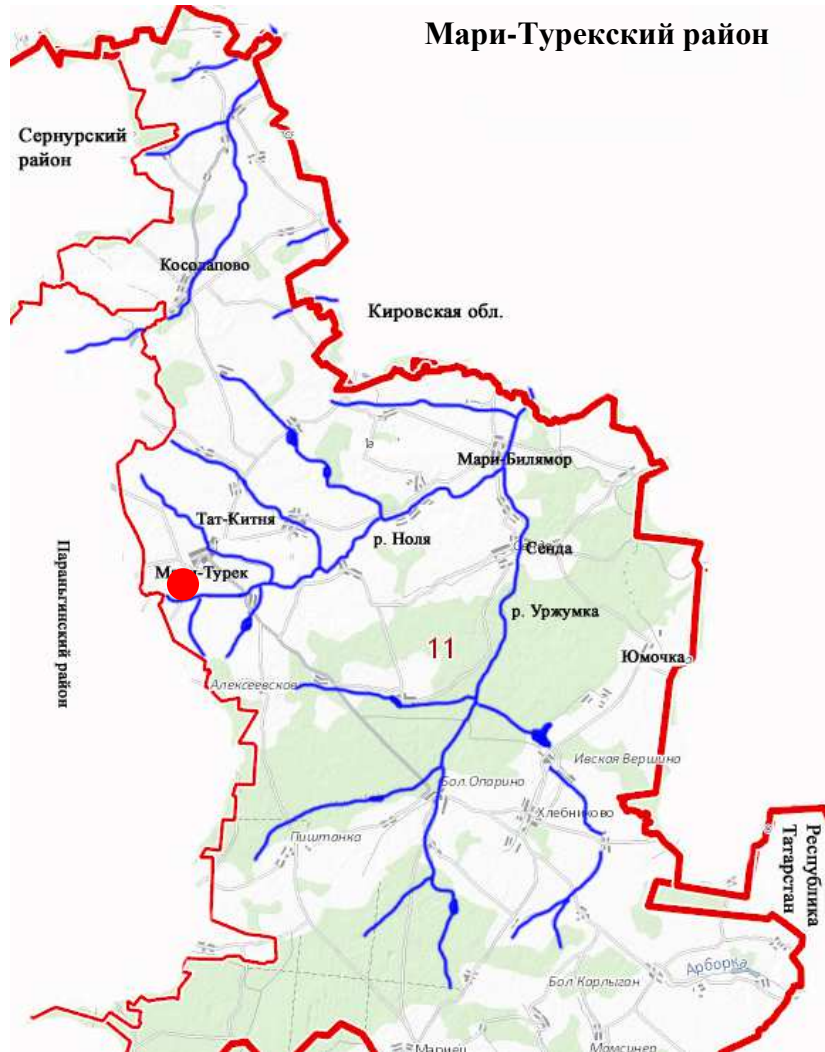 Мари-Турекский район
Сернурский
район
Косолапово
Кировская обл.
Мари-Билямор
Тат-Китня
р. Ноля
Сенда
Параньгинский район
р. Уржумка
11
Юмочка
Алексеевское
Ивская Вершина
Бол.Опарино
Хлебниково
Пиштанка
Республика
Татарстан
Арборка
Бол Карлыган
Мариец